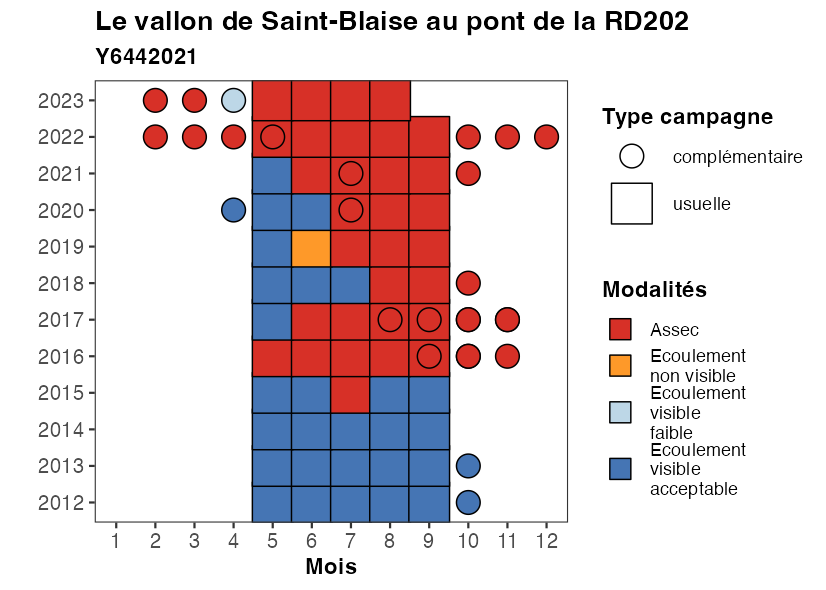 Le vallon de Saint-Blaise au pont de la RD202
Y6442021
2023
2022
2021
2020
2019
2018
2017
2016
2015
2014
2013
2012
1 2 3 4 5 6 7 8 9 10 11 12
Mois
Type campagne
complémentaire
usuelle
Modalités
Assec
Ecoulement
non visible
Ecoulement
visible
faible
Ecoulement
visible
acceptable